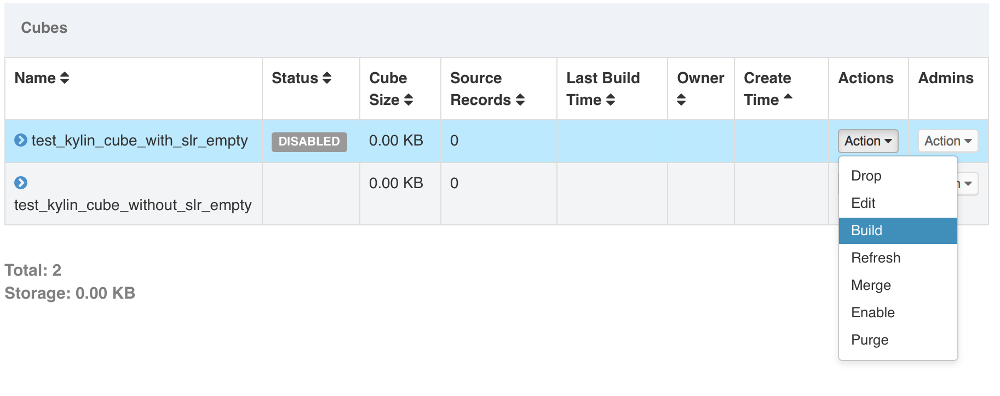 Cubes
Name Status Cube Size Source Records Last Build Time Owner Create Time Actions Admins
test_kylin_cube_with_slr_empty DISABLED 0.00 KB 0 Action Action
test_kylin_cube_without_slr_empty 0.00 KB 0
Drop
Edit
Build
Refresh
Merge
Enable
Purge
Total: 2
Storage: 0.00 KB